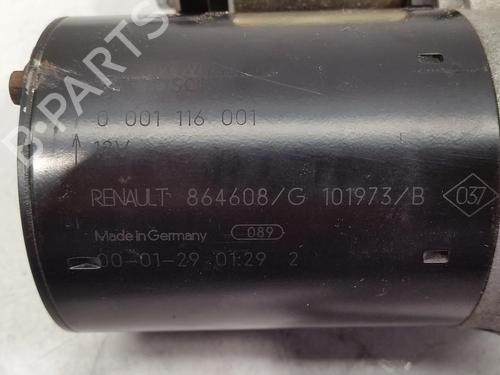 B-PARTS
0 001 116 001
12V
RENAULT 864608/G 101973/B 037
Made in Germany 089
00-01-29 01:29 2